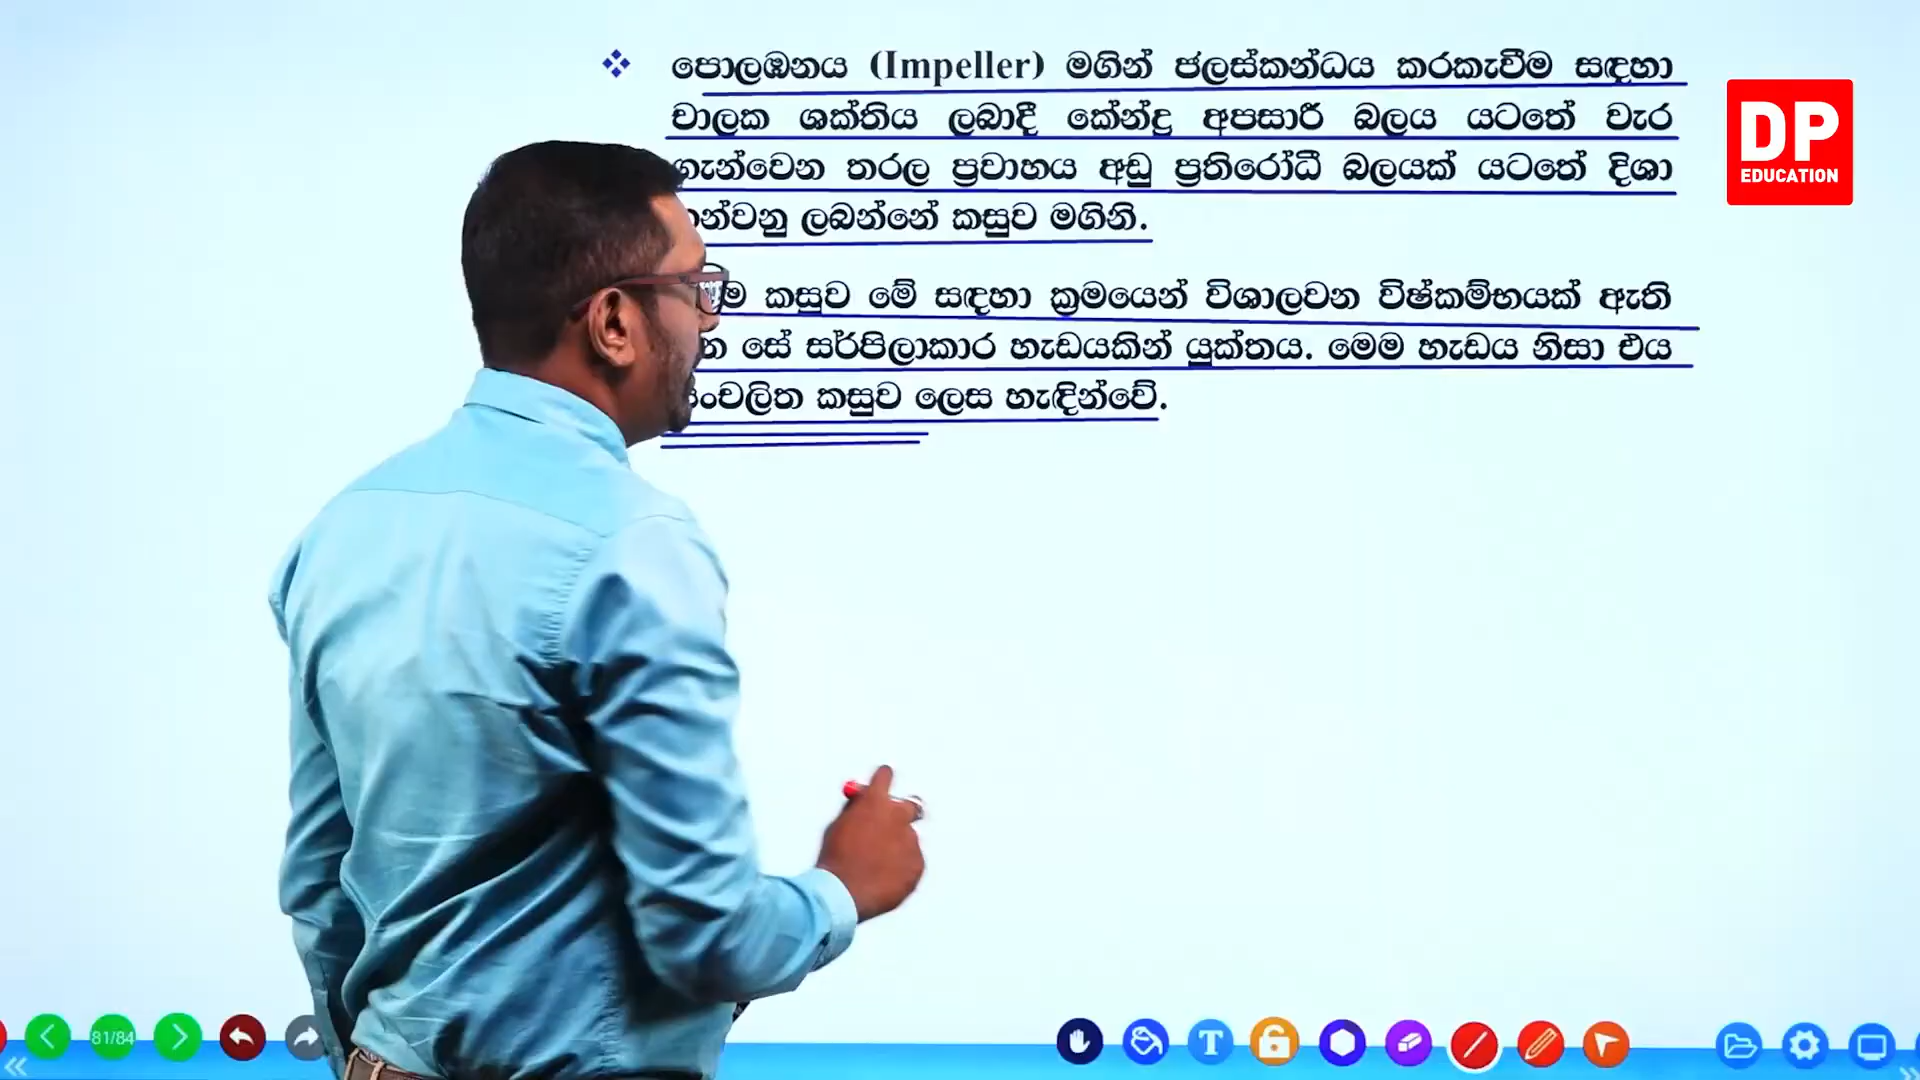 ❖ පොලඹනය (Impeller) මගින් ජලස්කන්ධය කරකැවීම සඳහා
චාලක ශක්තිය ලබාදී කේන්ද්‍ර අපසාරී බලය යටතේ වැර
ගැන්වෙන තරල ප්‍රවාහය අඩු ප්‍රතිරෝධී බලයක් යටතේ දිශා
ලබන්නේ කසුව මගිනි.
කසුව මේ සඳහා ක්‍රමයෙන් විශාලවන විෂ්කම්භයක් ඇති
සේ සර්පිලාකාර හැඩයකින් යුක්තය. මෙම හැඩය නිසා එය
කසුව ලෙස හැඳින්වේ.
DP
EDUCATION
81/84
T